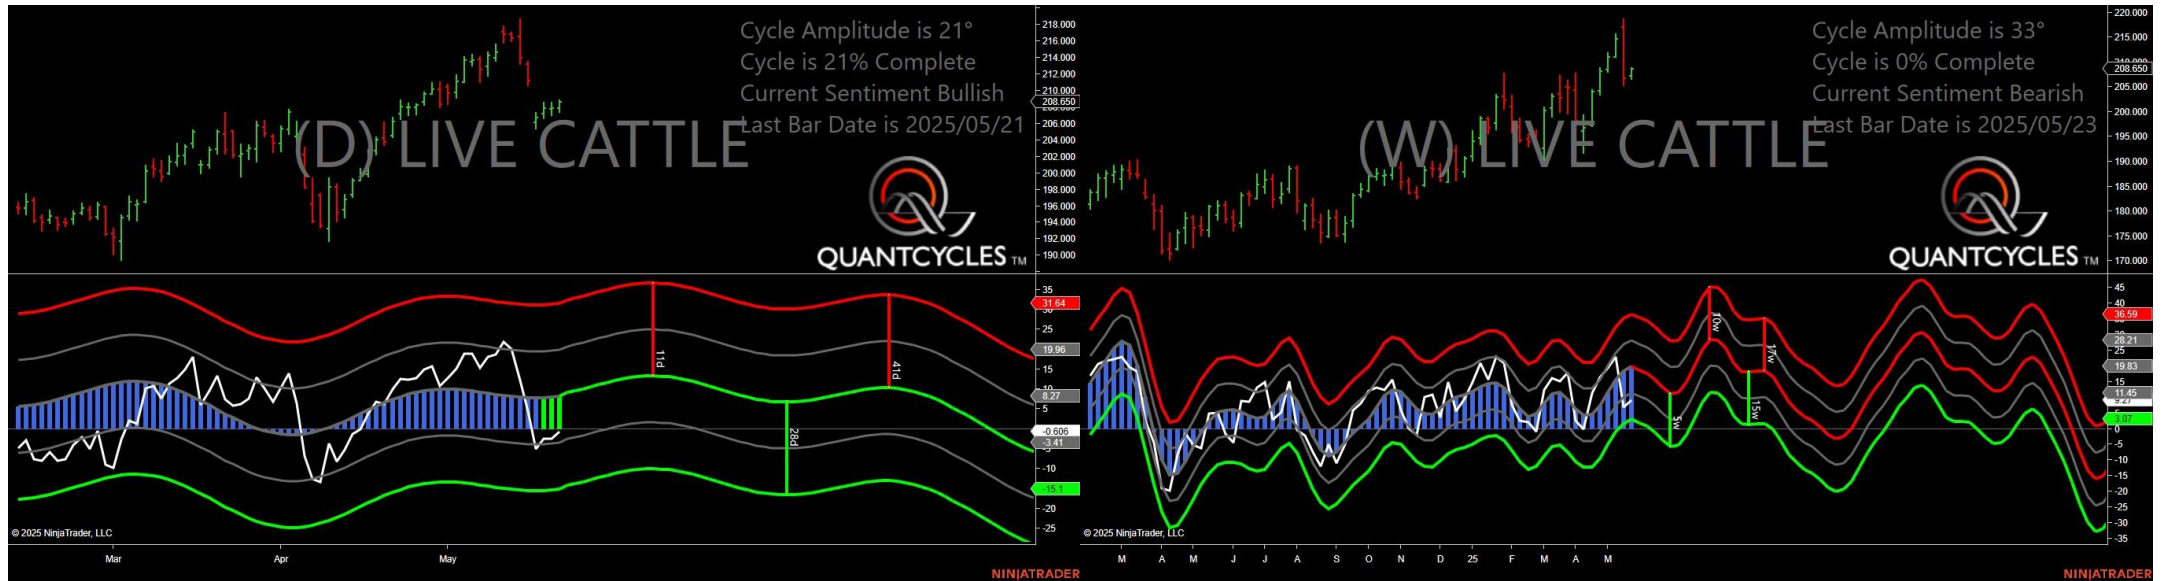 Cycle Amplitude is 21°
Cycle is 21% Complete
Current Sentiment Bullish
Last Bar Date is 2025/05/21
(D) LIVE CATTLE
QUANTCYCLES TM
218.000
216.000
214.000
212.000
210.000
208.650
206.000
204.000
202.000
200.000
198.000
196.000
194.000
192.000
190.000
35
31.64
30
25
19.96
15
10
8.27
5
-0.606
-3.41
-10
-15.1
-20
-25
11d
28d
41d
© 2025 NinjaTrader, LLC
Mar
Apr
May
NINJATRADER
Cycle Amplitude is 33°
Cycle is 0% Complete
Current Sentiment Bearish
Last Bar Date is 2025/05/23
(W) LIVE CATTLE
QUANTCYCLES TM
220.000
215.000
210.000
208.650
205.000
200.000
195.000
190.000
185.000
180.000
175.000
170.000
45
40
36.59
28.21
25
19.83
15
11.45
9.27
3.07
0
-5
-10
-15
-20
-25
-30
-35
5w
10w
15w
17w
© 2025 NinjaTrader, LLC
M A M J J A S O N D 25 F M A M
NINJATRADER